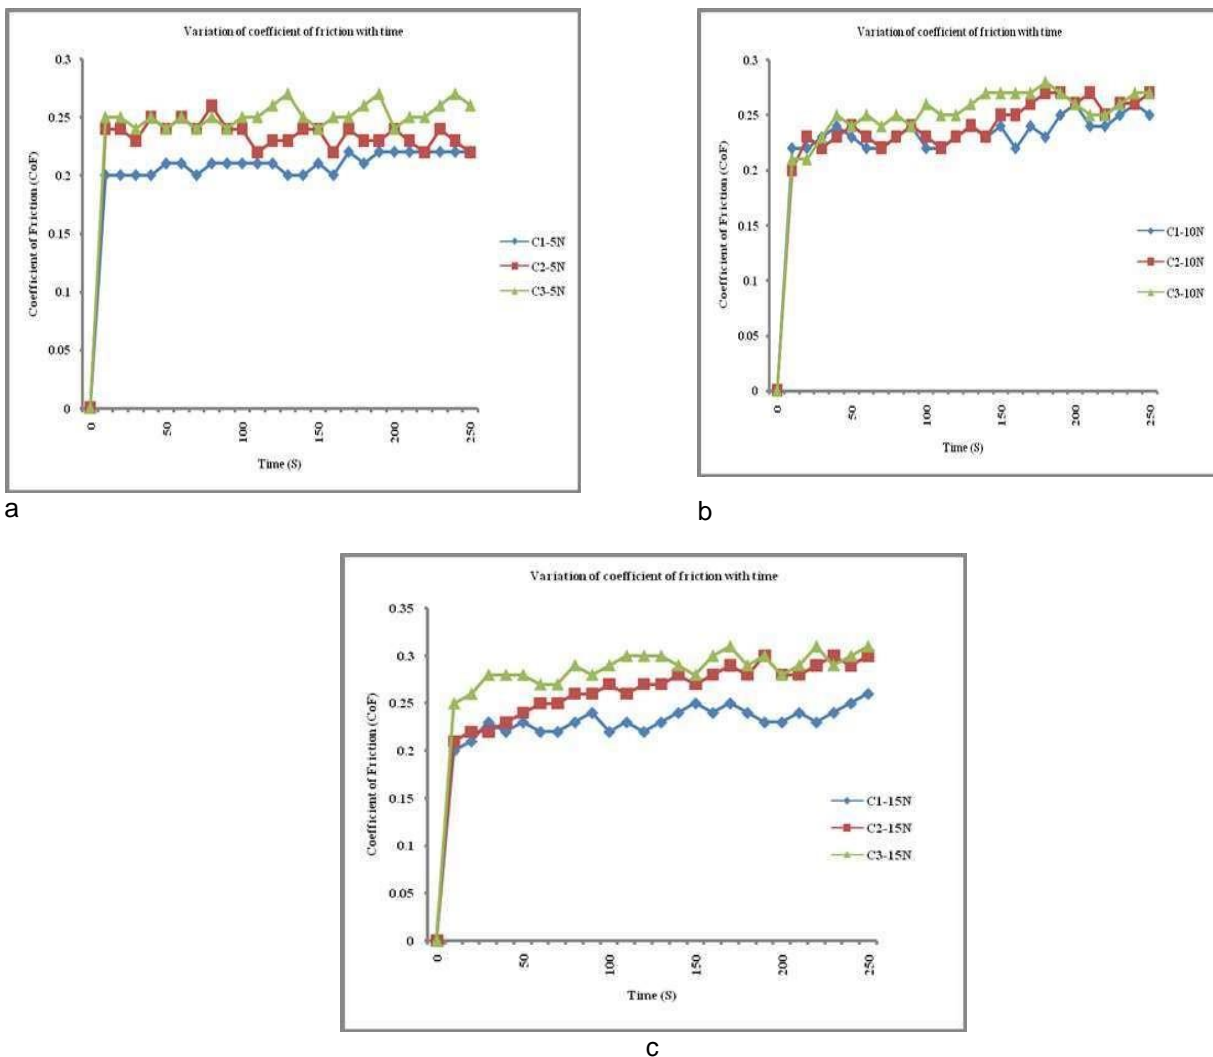 Variation of coefficient of friction with time
Coefficient of Friction (CoF)
0.3
0.25
0.2
0.15
0.1
0.05
0
0 50 100 150 200 250
Time (S)
C1-5N
C2-5N
C3-5N
a
Variation of coefficient of friction with time
Coefficient of Friction (CoF)
0.3
0.25
0.2
0.15
0.1
0.05
0
0 50 100 150 200 250
Time (S)
C1-10N
C2-10N
C3-10N
b
Variation of coefficient of friction with time
Coefficient of Friction (CoF)
0.35
0.3
0.25
0.2
0.15
0.1
0.05
0
0 50 100 150 200 250
Time (S)
C1-15N
C2-15N
C3-15N
c